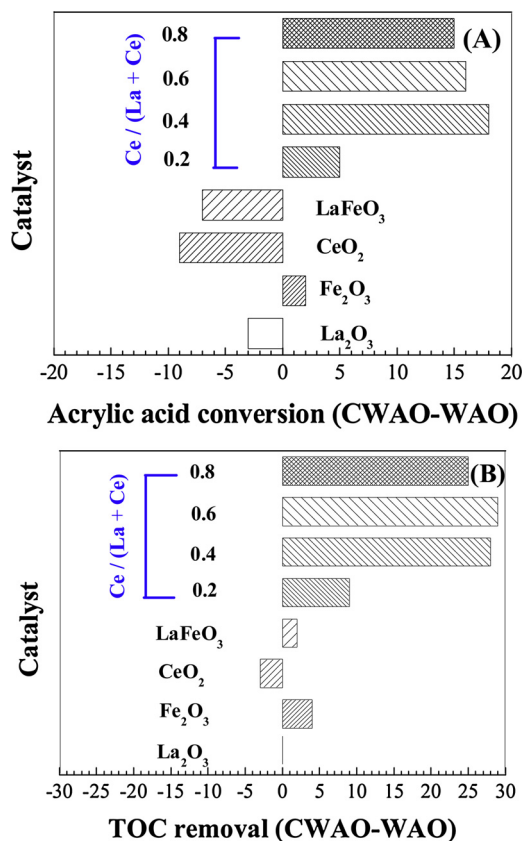 (A)
0.8
0.6
0.4
0.2
Ce / (La + Ce)
LaFeO₃
CeO₂
Fe₂O₃
La₂O₃
Catalyst
-20 -15 -10 -5 0 5 10 15 20
Acrylic acid conversion (CWAO-WAO)
(B)
0.8
0.6
0.4
0.2
Ce / (La + Ce)
LaFeO₃
CeO₂
Fe₂O₃
La₂O₃
Catalyst
-30 -25 -20 -15 -10 -5 0 5 10 15 20 25 30
TOC removal (CWAO-WAO)